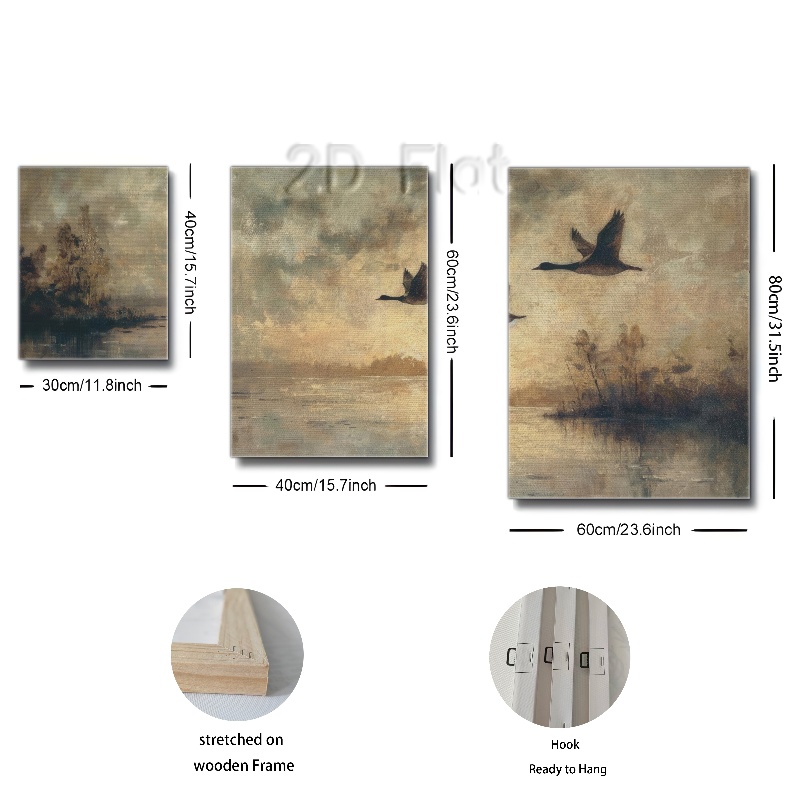 2D Flat
40cm/15.7inch
30cm/11.8inch
60cm/23.6inch
40cm/15.7inch
80cm/31.5inch
60cm/23.6inch
stretched on
wooden Frame
Hook
Ready to Hang